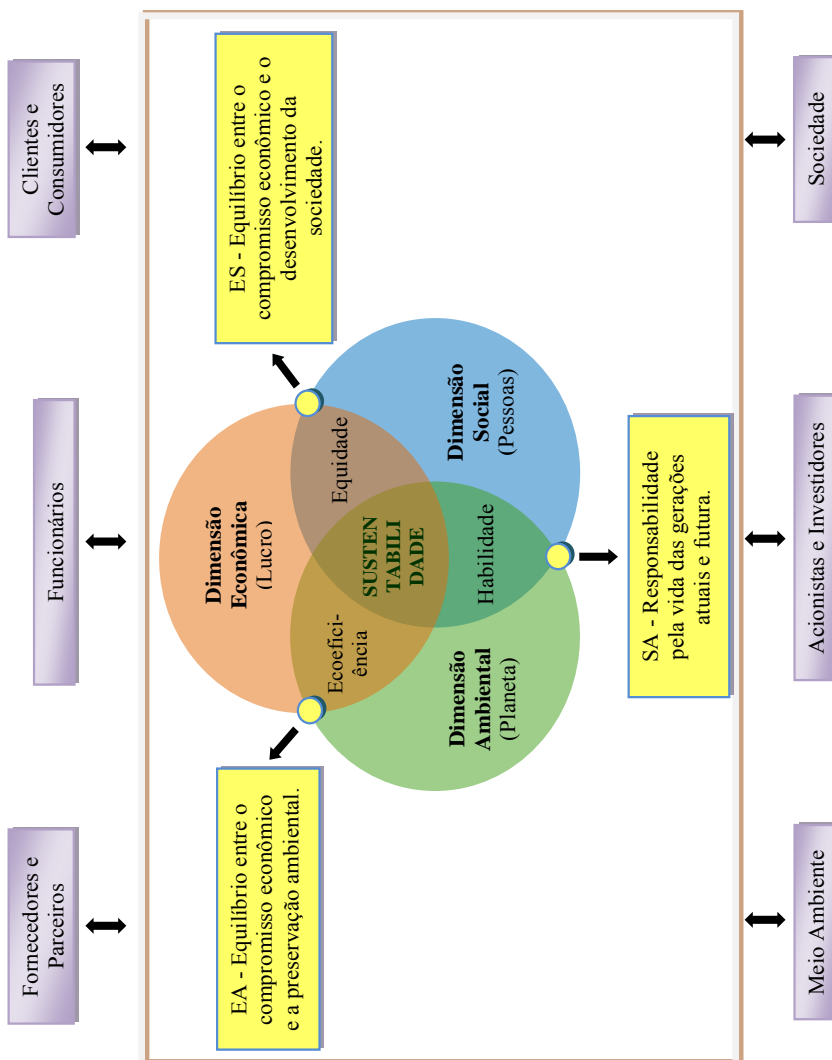 Fornecedores e
Parceiros
Funcionários
Clientes e
Consumidores
EA - Equilíbrio entre o
compromisso econômico
e a preservação ambiental.
Dimensão
Econômica
(Lucro)
ES - Equilíbrio entre o
compromisso econômico e o
desenvolvimento da
sociedade.
Ecoefici-
ência
Equidade
SUSTEN
TABILI
DADE
Dimensão
Ambiental
(Planeta)
Habilidade
Dimensão
Social
(Pessoas)
SA - Responsabilidade
pela vida das gerações
atuais e futura.
Meio Ambiente
Acionistas e Investidores
Sociedade